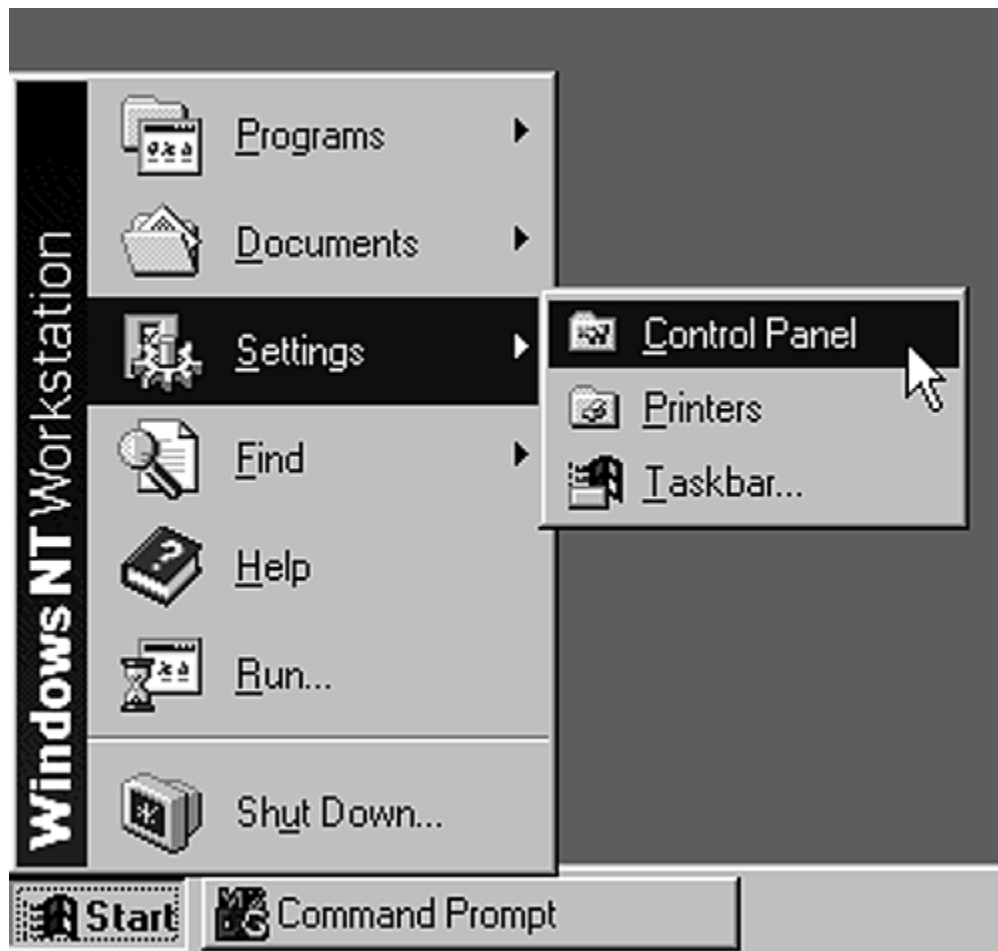 Windows NT Workstation
Programs
Documents
Settings
Find
Help
Run...
Shut Down...
Control Panel
Printers
Taskbar...
Start
Command Prompt